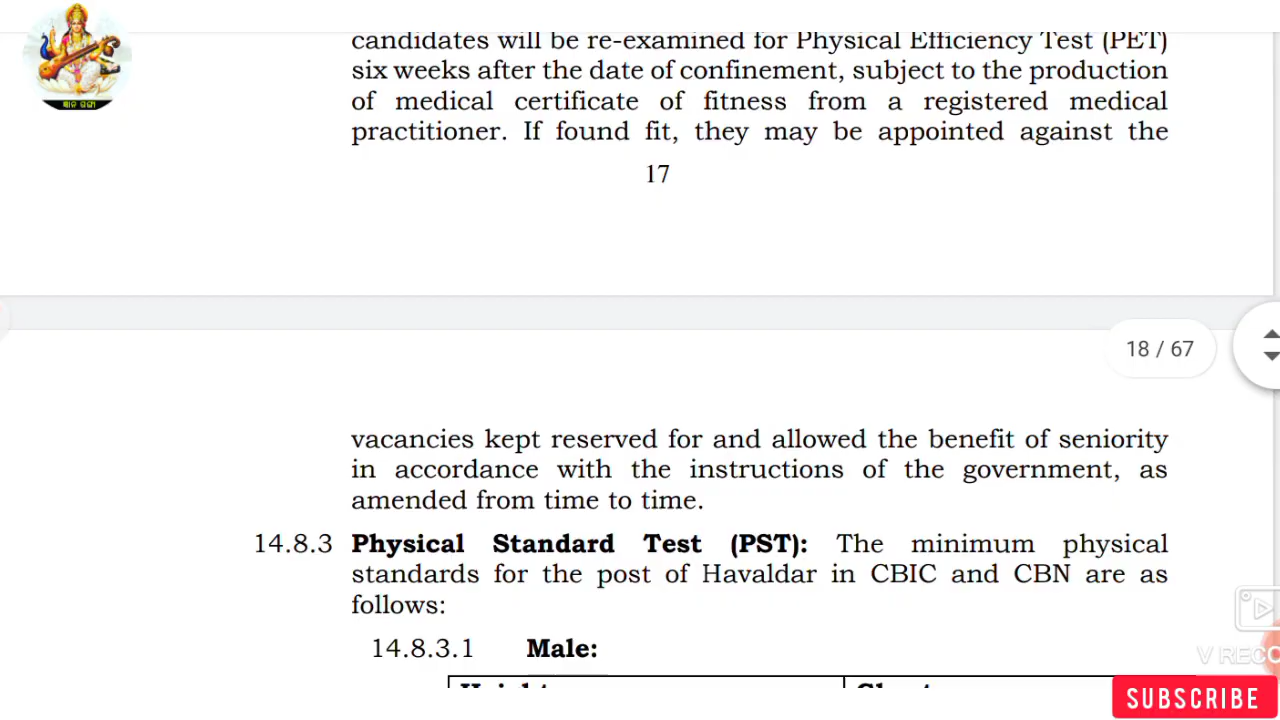 candidates will be re-examined for Physical Efficiency Test (PET)
six weeks after the date of confinement, subject to the production
of medical certificate of fitness from a registered medical
practitioner. If found fit, they may be appointed against the
17
18 / 67
vacancies kept reserved for and allowed the benefit of seniority
in accordance with the instructions of the government, as
amended from time to time.
14.8.3 Physical Standard Test (PST): The minimum physical
standards for the post of Havaldar in CBIC and CBN are as
follows:
14.8.3.1 Male:
V RECO
SUBSCRIBE